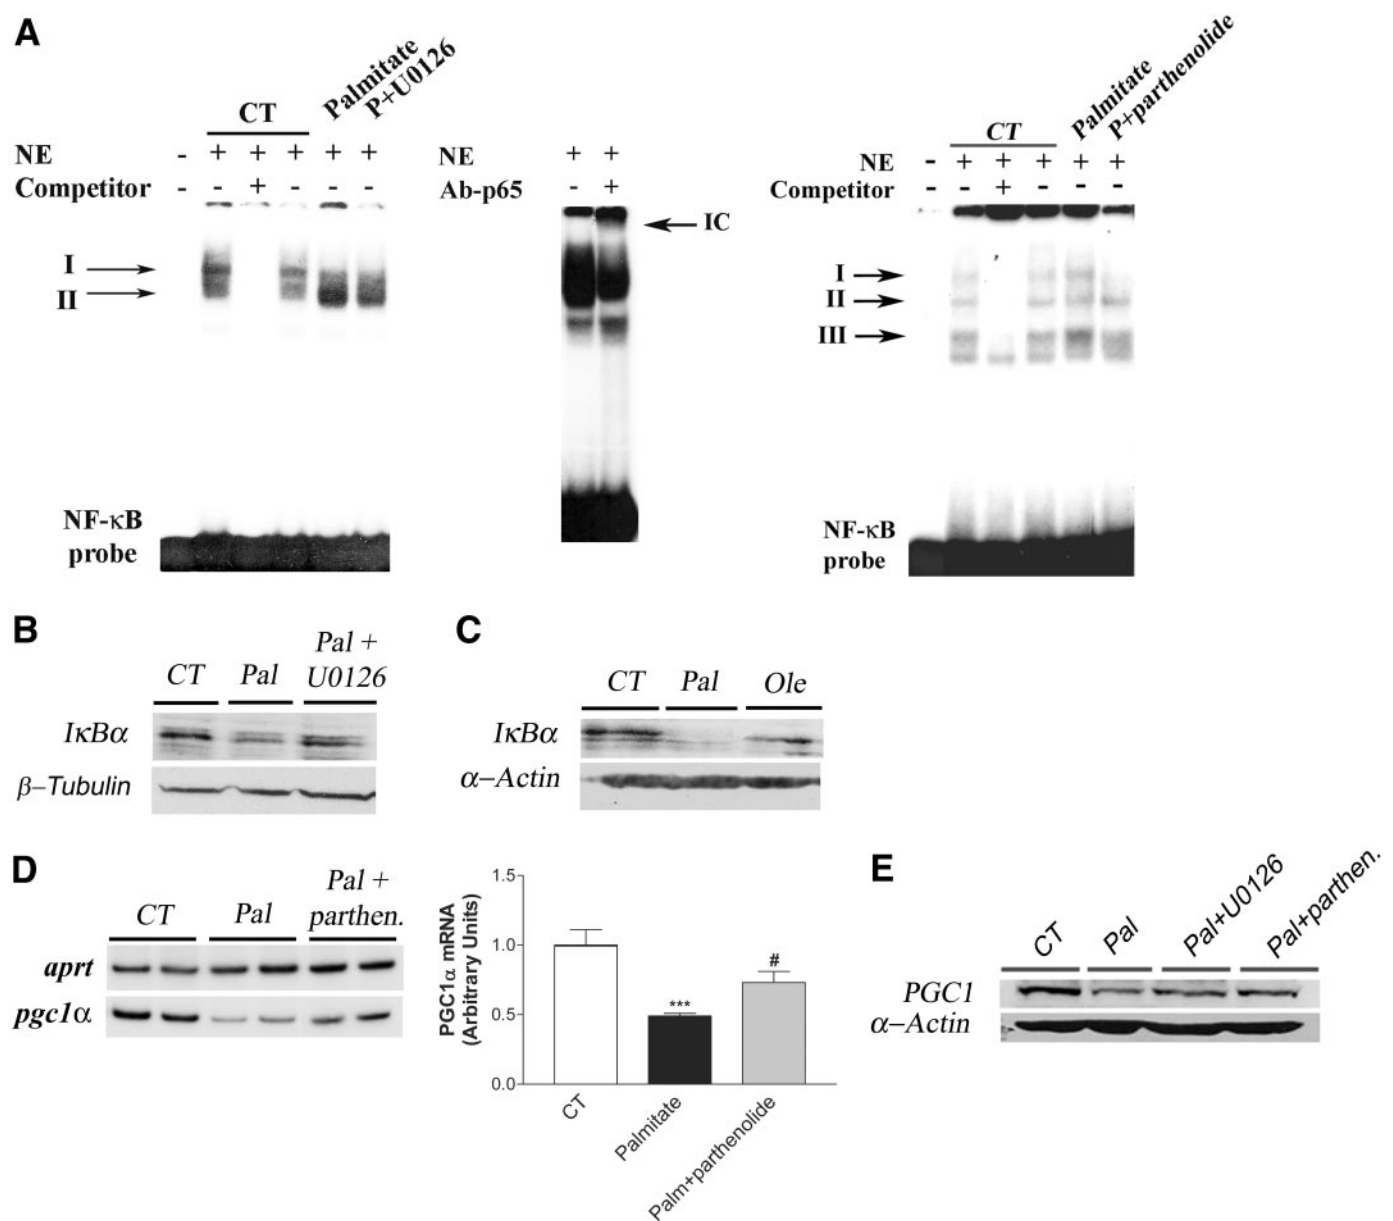 A
CT
Palmitate
P+U0126
NE - + + + + +
Competitor - - + - - -
I
II
NF-κB
probe
NE + +
Ab-p65 - +
IC
CT
Palmitate
P+parthenolide
NE - + + + + +
Competitor - - + - - -
I
II
III
NF-κB
probe
B
CT Pal Pal +
U0126
IκBα
β–Tubulin
C
CT Pal Ole
IκBα
α–Actin
D
CT Pal Pal +
parthen.
aprt
pgc1α
PGC1α mRNA
(Arbitrary Units)
1.5
1.0
0.5
0.0
***
#
CT
Palmitate
Palm+parthenolide
E
CT Pal Pal+U0126 Pal+parthen.
PGC1
α–Actin